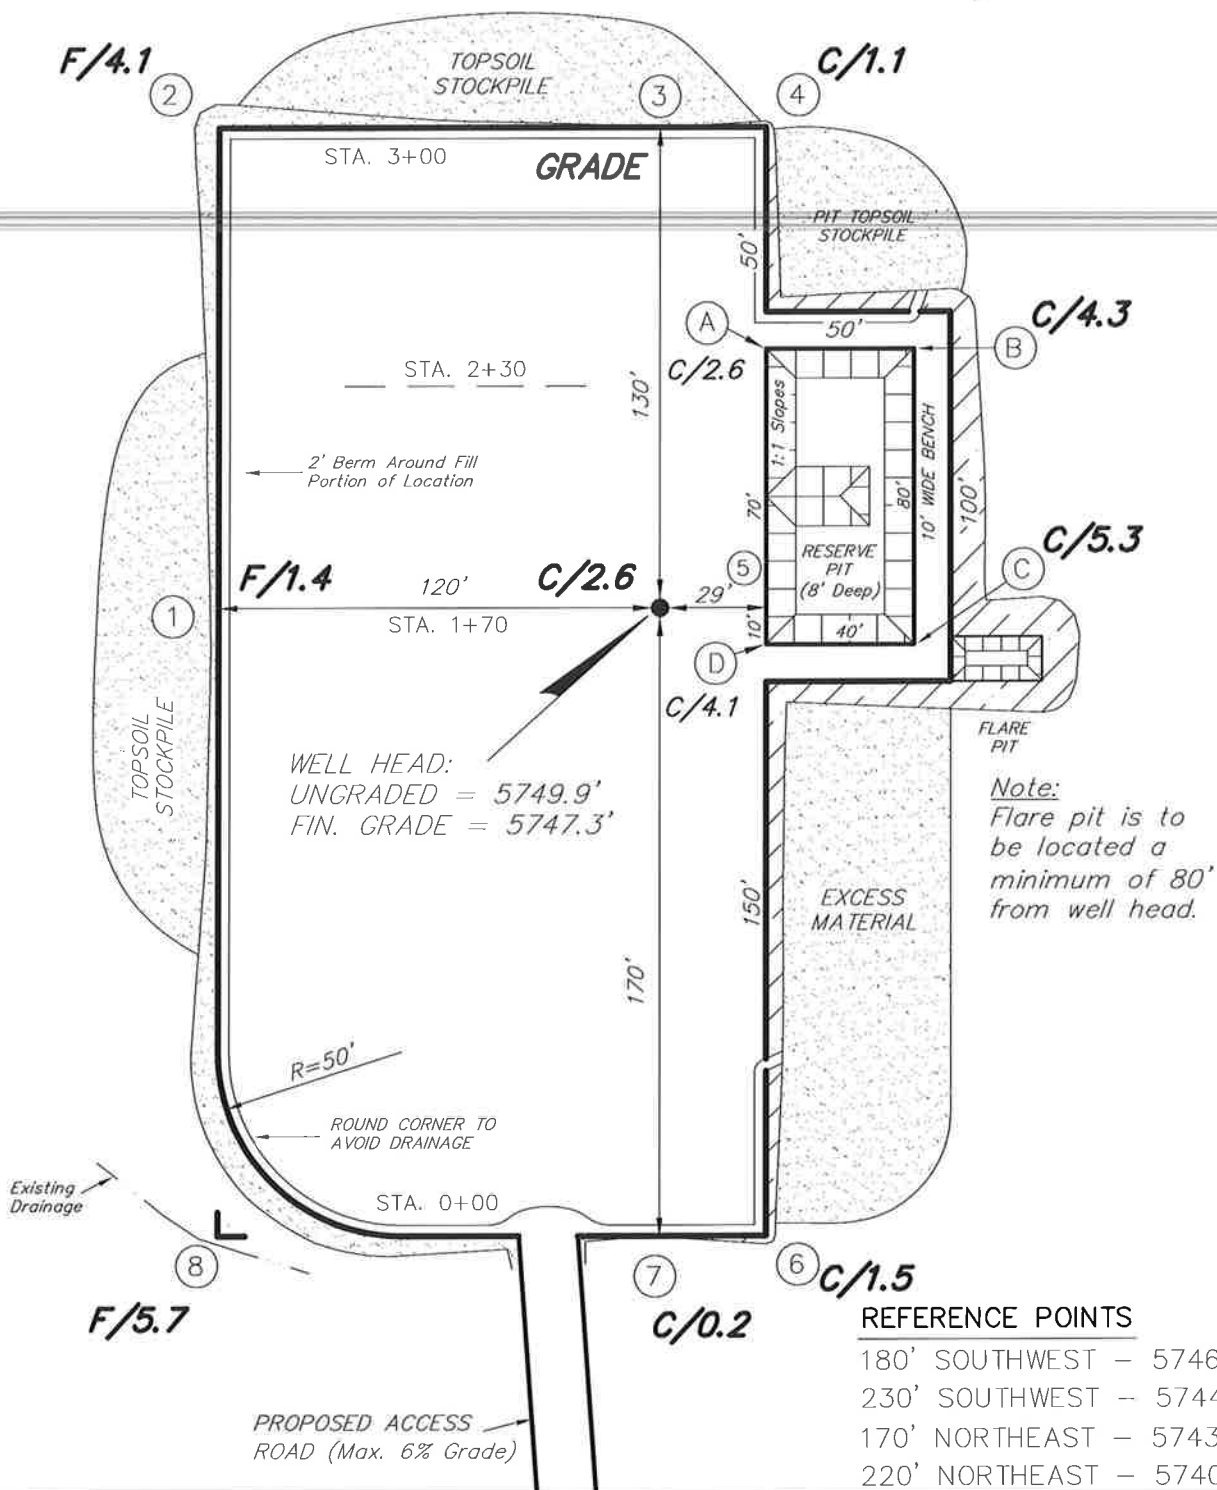 F/4.1
2
TOPSOIL
STOCKPILE
3
C/1.1
4
STA. 3+00
GRADE
PIT TOPSOIL
STOCKPILE
50'
A
50'
C/4.3
B
STA. 2+30
C/2.6
130'
1:1 Slopes
2' Berm Around Fill
Portion of Location
70'
80'
10' WIDE BENCH
100'
RESERVE
PIT
(8' Deep)
C/5.3
C
F/1.4
120'
C/2.6
5
29'
1
STA. 1+70
10'
40'
D
C/4.1
TOPSOIL
STOCKPILE
FLARE
PIT
WELL HEAD:
UNGRADED = 5749.9'
FIN. GRADE = 5747.3'
Note:
Flare pit is to
be located a
minimum of 80'
from well head.
150'
EXCESS
MATERIAL
170'
R=50'
ROUND CORNER TO
AVOID DRAINAGE
Existing
Drainage
STA. 0+00
8
7
6
C/1.5
F/5.7
C/0.2
REFERENCE POINTS
180' SOUTHWEST – 5746
230' SOUTHWEST – 5744
170' NORTHEAST – 5743
220' NORTHEAST – 5740
PROPOSED ACCESS
ROAD (Max. 6% Grade)